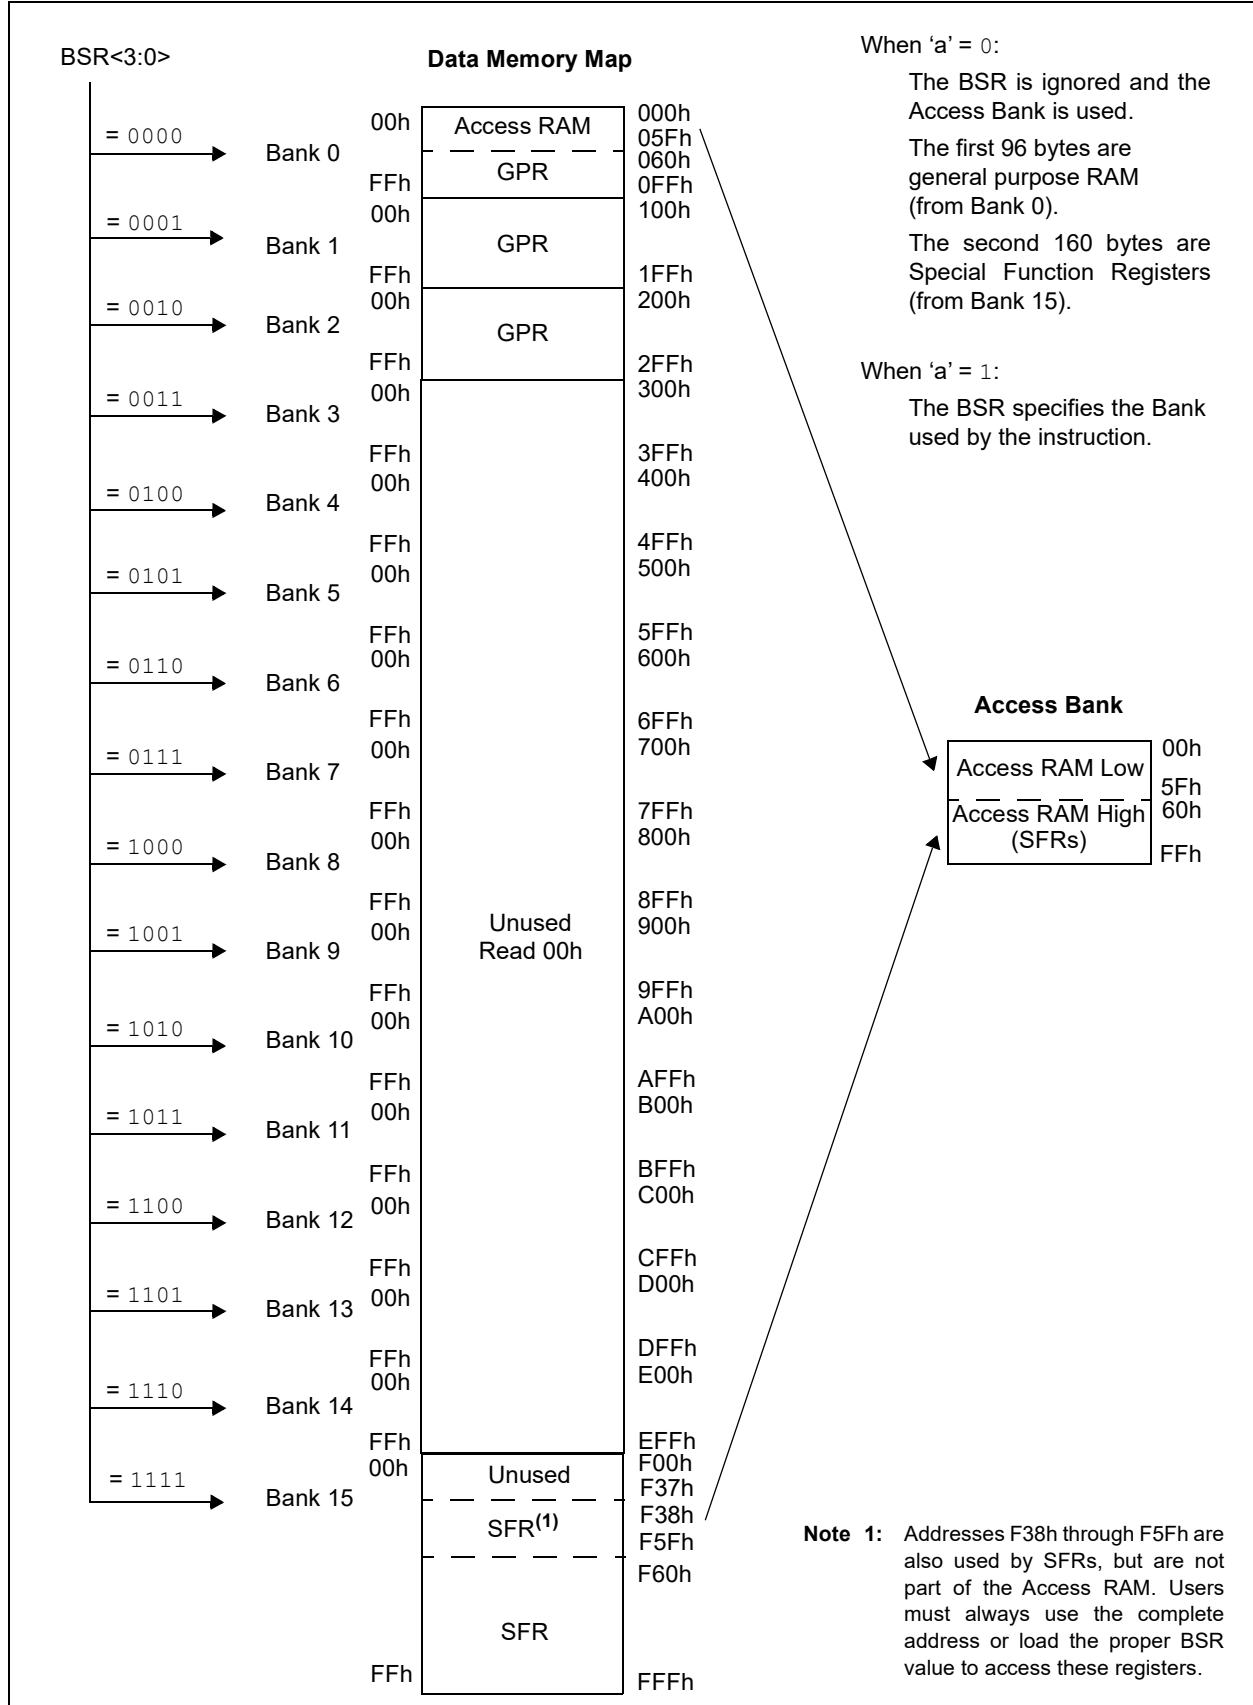 BSR<3:0>
Data Memory Map
When ‘a’ = 0:
The BSR is ignored and the
Access Bank is used.
The first 96 bytes are
general purpose RAM
(from Bank 0).
The second 160 bytes are
Special Function Registers
(from Bank 15).
When ‘a’ = 1:
The BSR specifies the Bank
used by the instruction.
= 0000
Bank 0
00h
Access RAM
000h
05Fh
060h
GPR
FFh
0FFh
= 0001
Bank 1
00h
100h
GPR
FFh
1FFh
= 0010
Bank 2
00h
200h
GPR
FFh
2FFh
= 0011
Bank 3
00h
300h
FFh
3FFh
= 0100
Bank 4
00h
400h
FFh
4FFh
= 0101
Bank 5
00h
500h
FFh
5FFh
= 0110
Bank 6
00h
600h
FFh
6FFh
= 0111
Bank 7
00h
700h
FFh
7FFh
= 1000
Bank 8
00h
800h
FFh
8FFh
= 1001
Bank 9
00h
900h
Unused
Read 00h
FFh
9FFh
= 1010
Bank 10
00h
A00h
FFh
AFFh
= 1011
Bank 11
00h
B00h
FFh
BFFh
= 1100
Bank 12
00h
C00h
FFh
CFFh
= 1101
Bank 13
00h
D00h
FFh
DFFh
= 1110
Bank 14
00h
E00h
FFh
EFFh
= 1111
Bank 15
00h
F00h
Unused
F37h
F38h
SFR(1)
F5Fh
F60h
SFR
FFh
FFFh
Access Bank
Access RAM Low
00h
5Fh
Access RAM High
(SFRs)
60h
FFh
Note 1: Addresses F38h through F5Fh are
also used by SFRs, but are not
part of the Access RAM. Users
must always use the complete
address or load the proper BSR
value to access these registers.